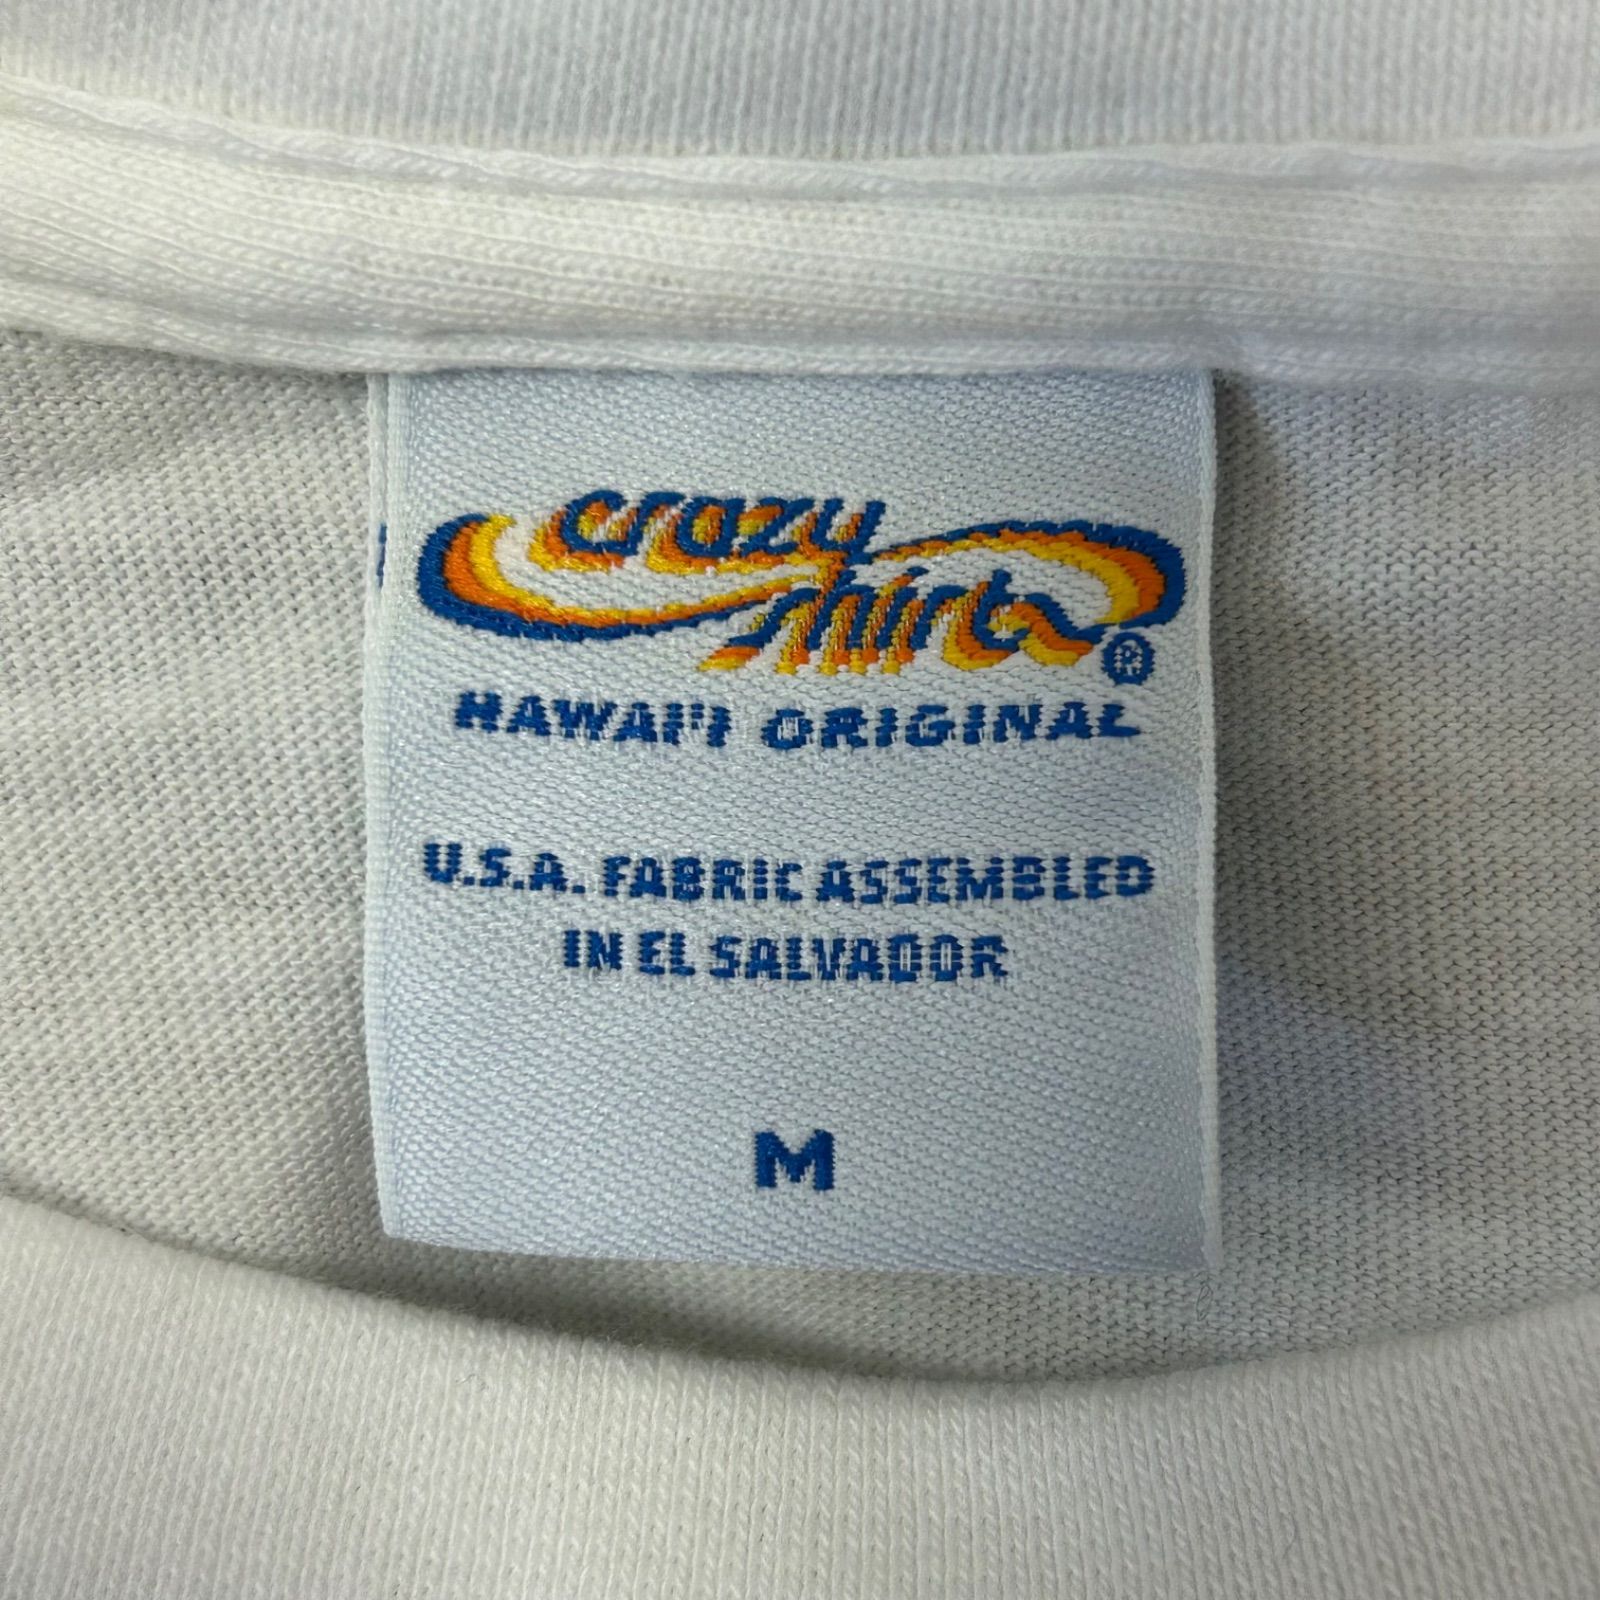 crazy
shirts®
HAWAI'I ORIGINAL
U.S.A. FABRIC ASSEMBLED
IN EL SALVADOR
M